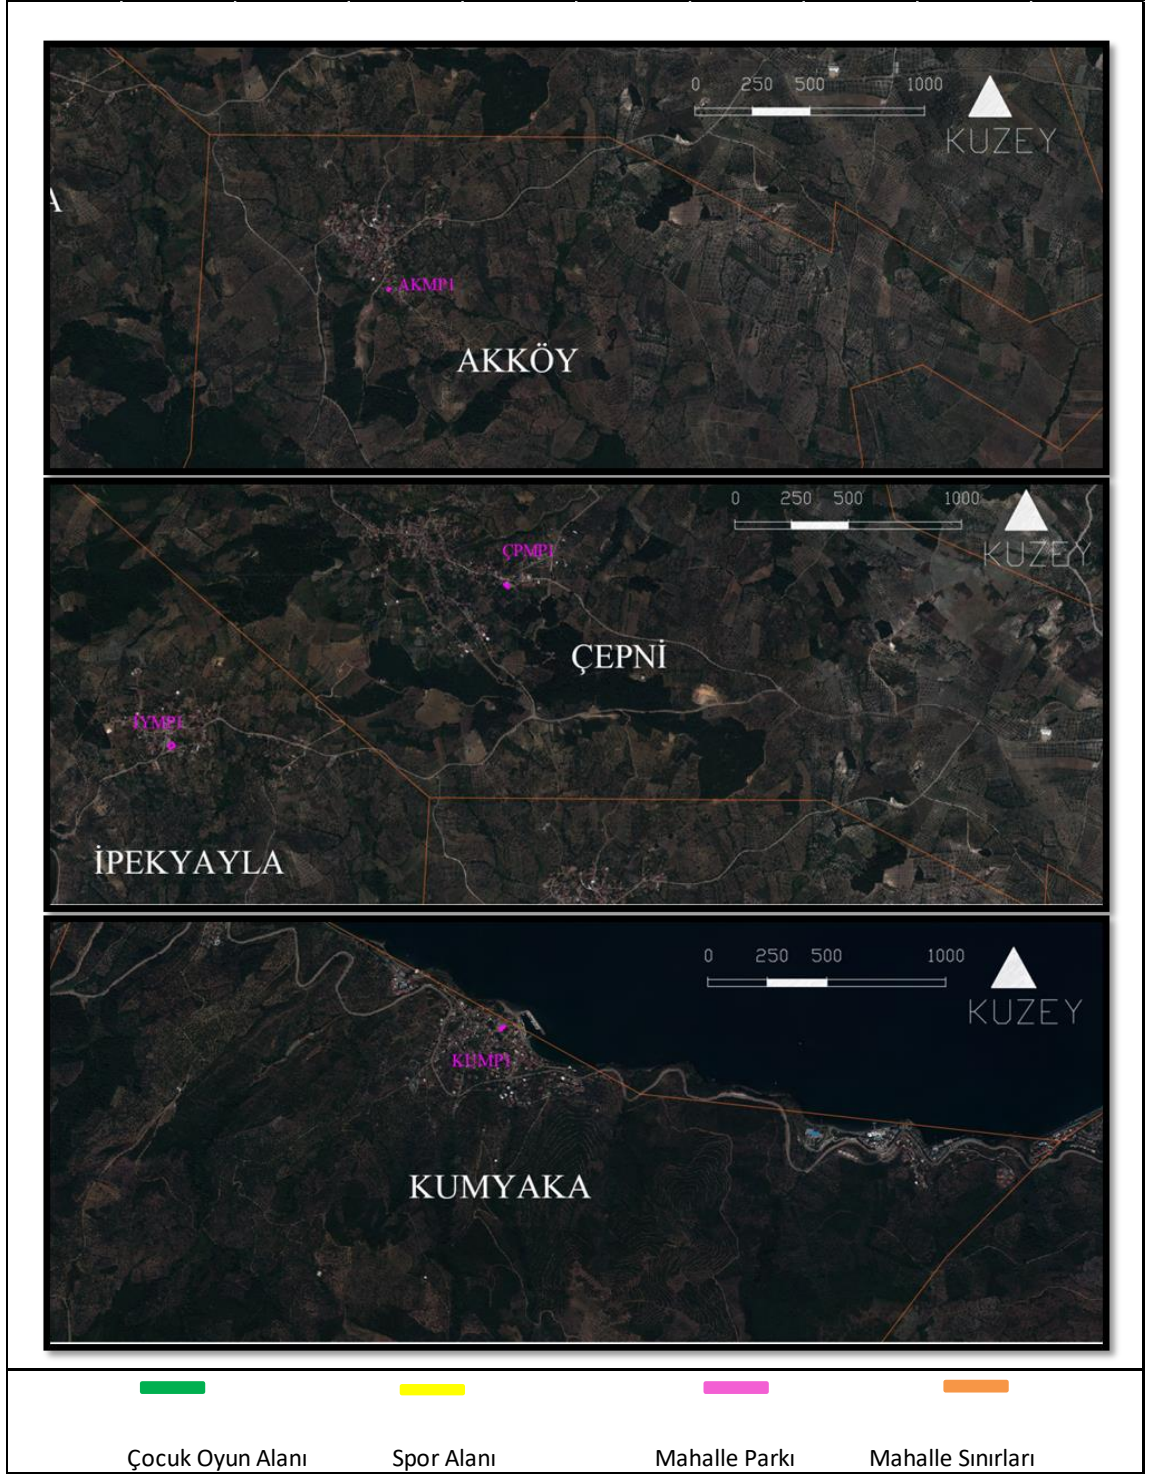 0 250 500 1000
KUZEY
A
AKMP1
AKKÖY
0 250 500 1000
KUZEY
ÇPMP1
ÇEPNİ
İYMP1
İPEKYAYLA
0 250 500 1000
KUZEY
KUMP1
KUMYAKA
Çocuk Oyun Alanı Spor Alanı Mahalle Parkı Mahalle Sınırları